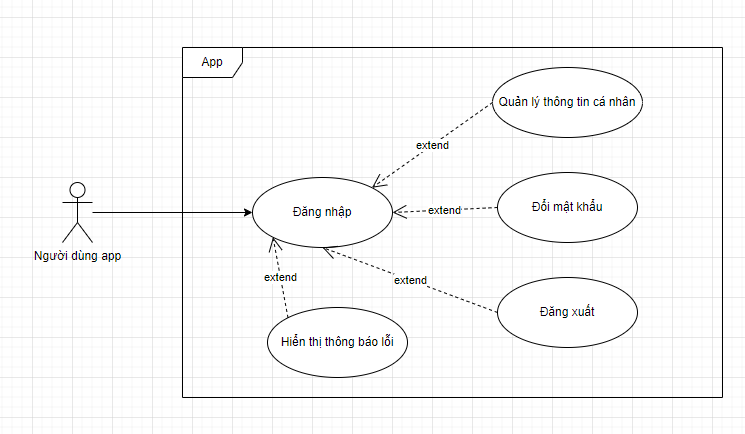 App
Quản lý thông tin cá nhân
extend
Đăng nhập
extend
Đổi mật khẩu
Người dùng app
extend
extend
Đăng xuất
Hiển thị thông báo lỗi